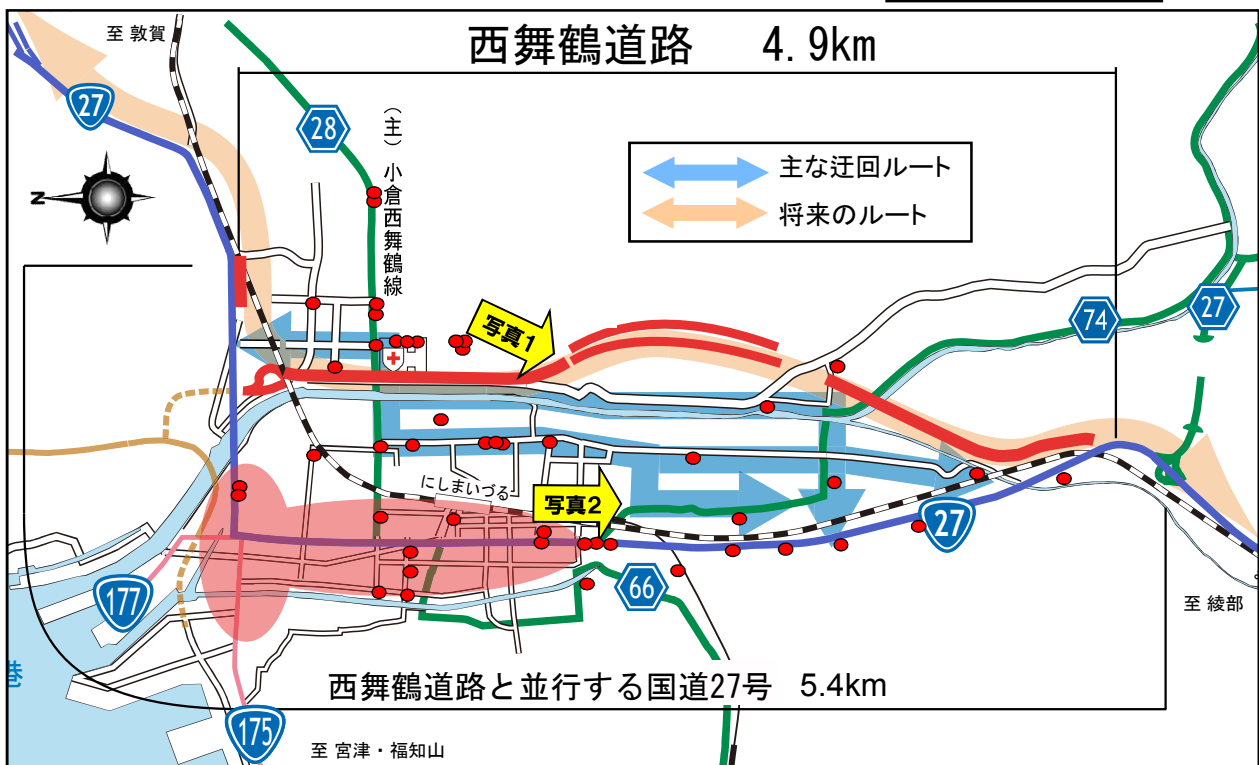 西舞鶴道路 4.9km
至 敦賀
27
28
(主)小倉西舞鶴線
主な迂回ルート
将来のルート
N
写真1
74
27
にしまいづる
写真2
27
177
66
至 綾部
港
西舞鶴道路と並行する国道27号 5.4km
175
至 宮津・福知山